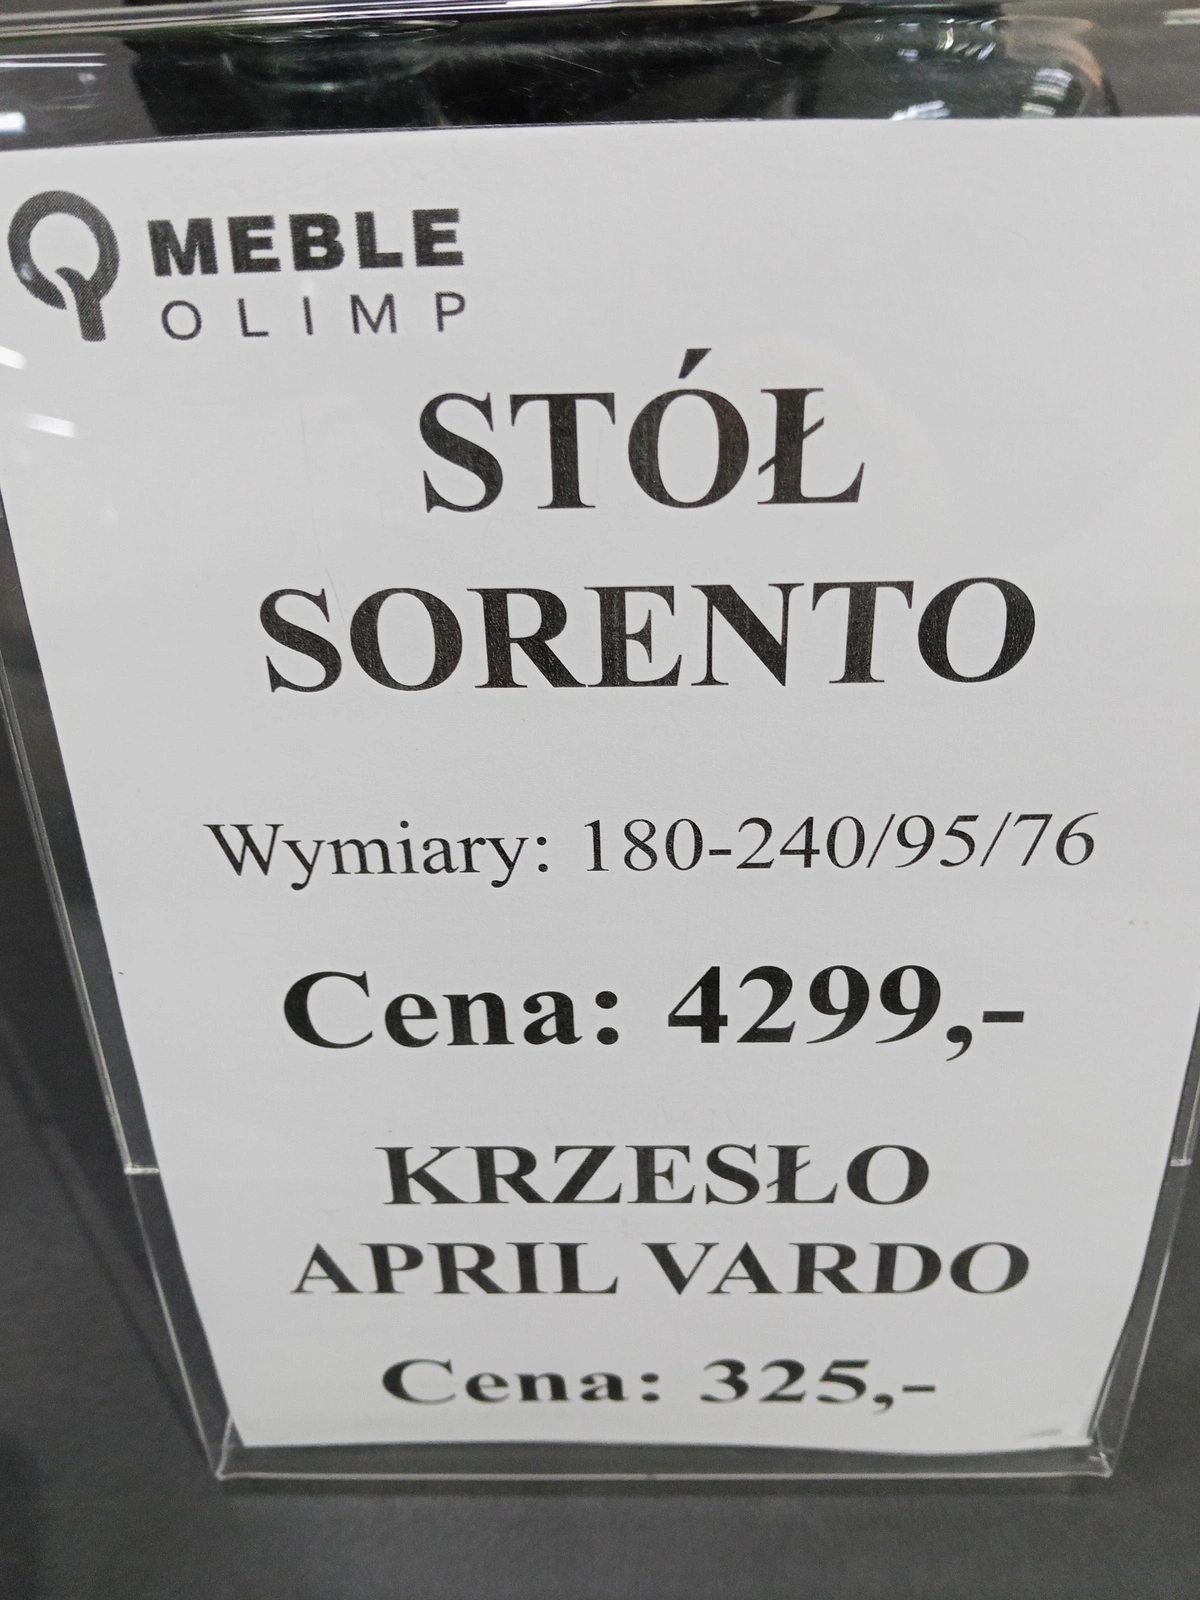 MEBLE
OLIMP
STÓŁ
SORENTO
Wymiary: 180-240/95/76
Cena: 4299,-
KRZESŁO
APRIL VARDO
Cena: 325,-